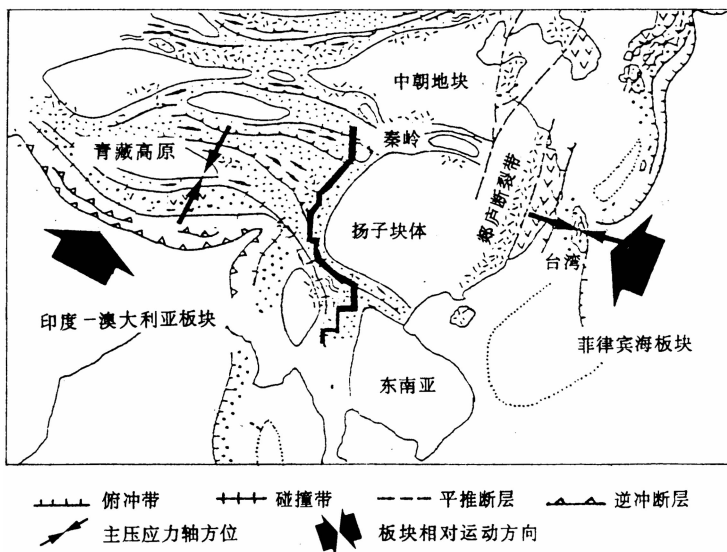 中朝地块
秦岭
青藏高原
郯庐断裂带
扬子块体
台湾
印度-澳大利亚板块
菲律宾海板块
东南亚
俯冲带
碰撞带
平推断层
逆冲断层
主压应力轴方位
板块相对运动方向